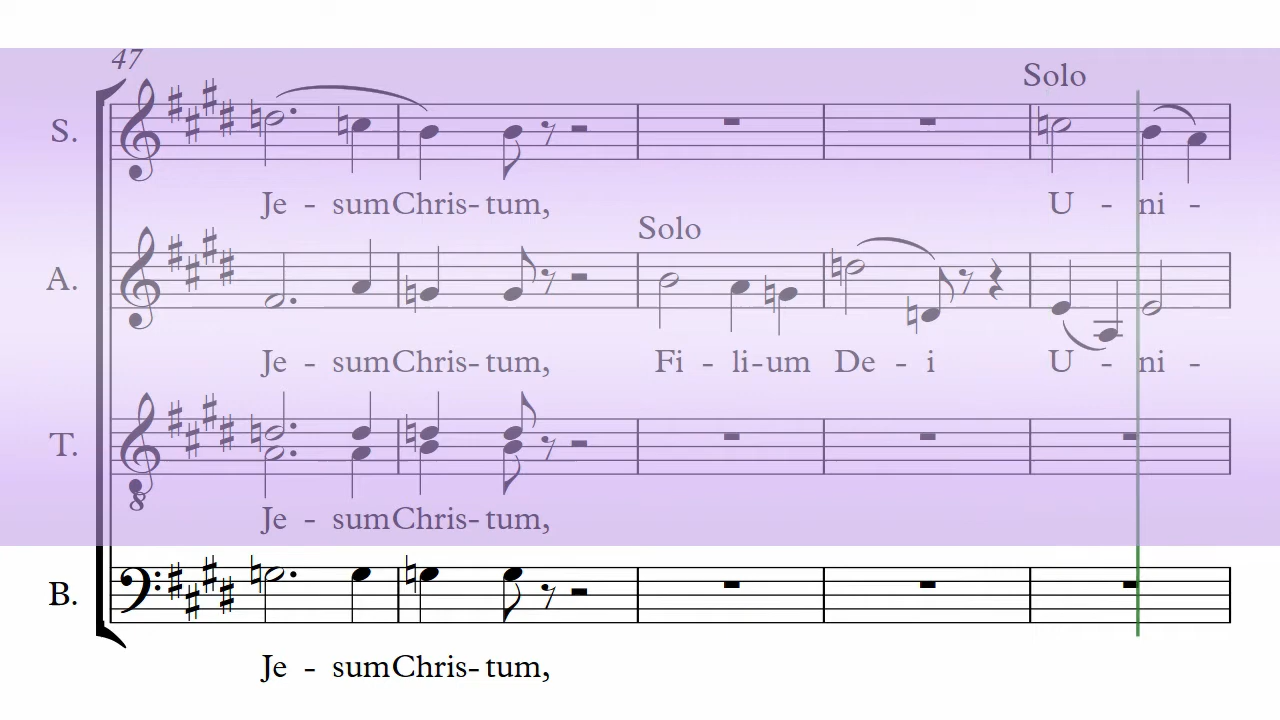 47
Solo
S.
Je - sum Chris - tum, U - ni -
Solo
A.
Je - sum Chris - tum, Fi - li - um De - i U - ni -
T.
8
Je - sum Chris - tum,
B.
Je - sum Chris - tum,